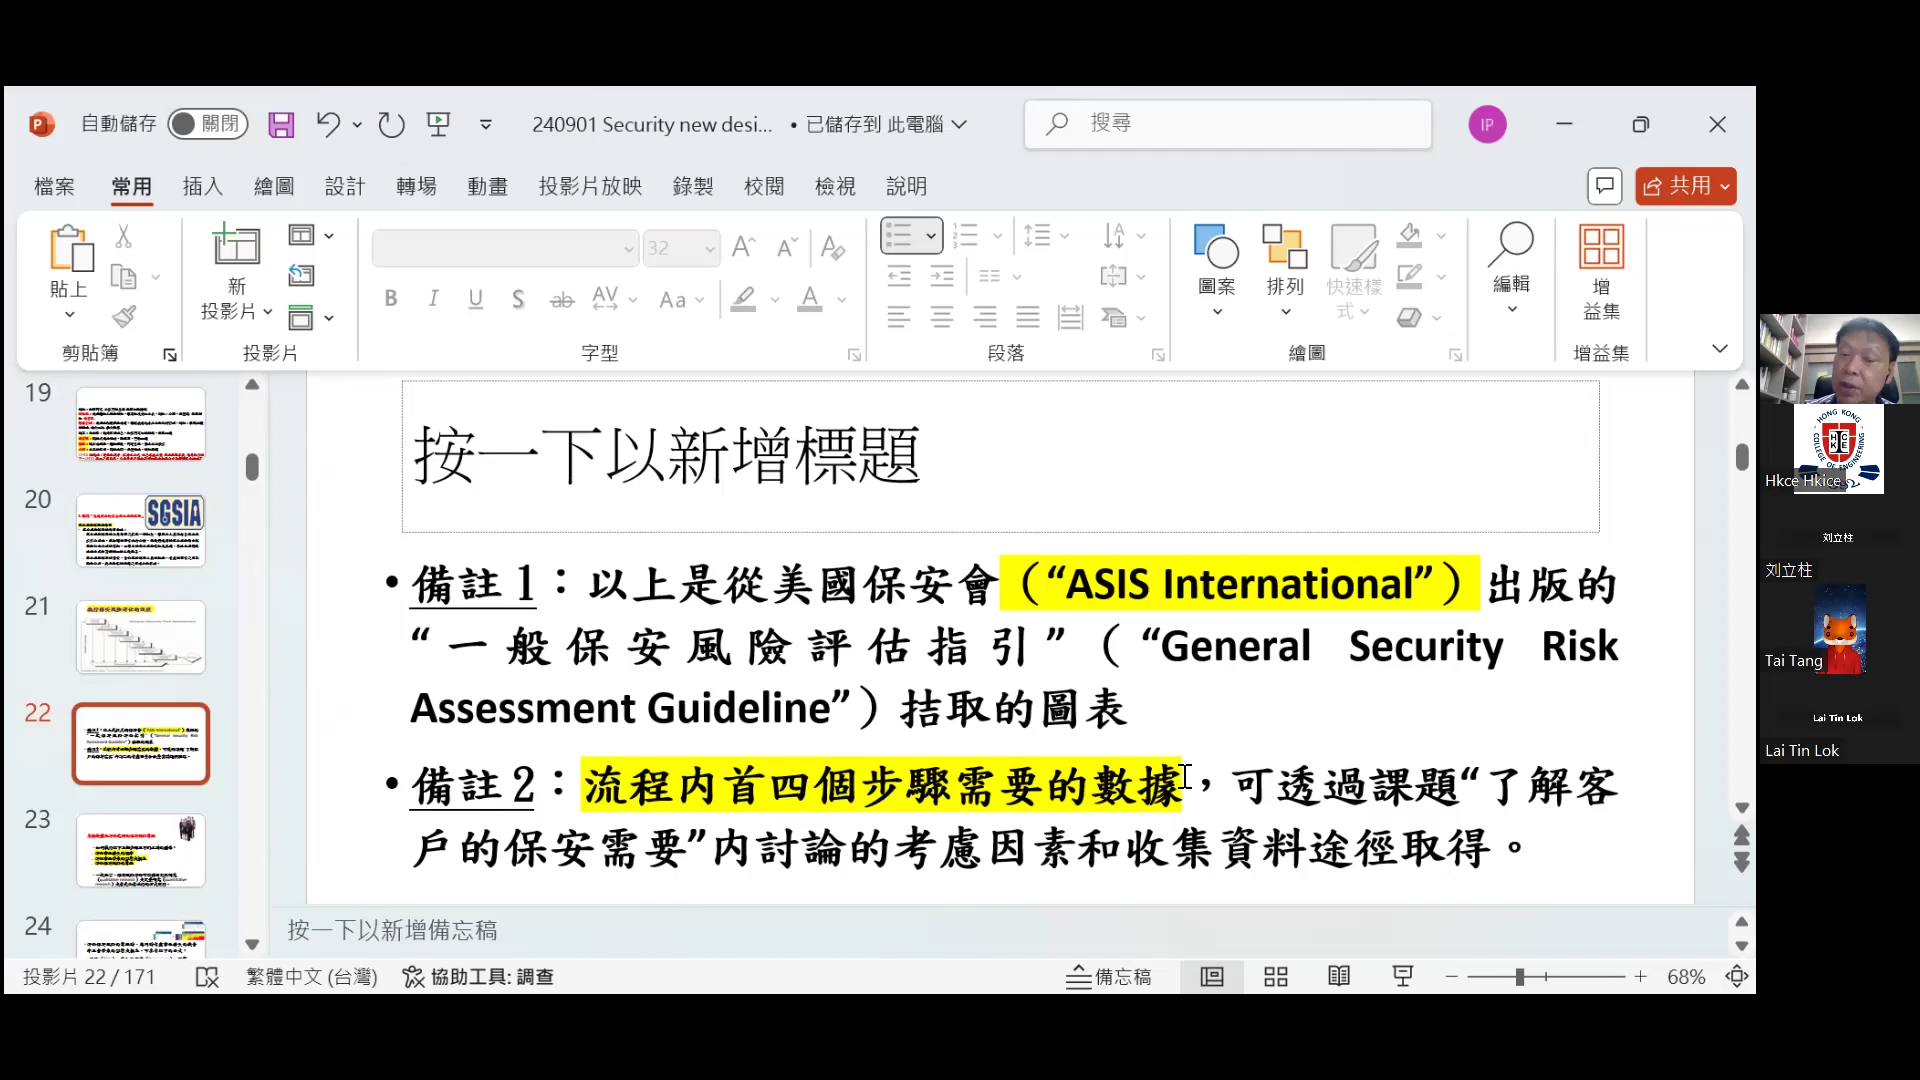 自動儲存
關閉
240901 Security new desi... • 已儲存到 此電腦
搜尋
IP
檔案 常用 插入 繪圖 設計 轉場 動畫 投影片放映 錄製 校閱 檢視 說明
共用
貼上
新
投影片
32
B I U S ab AV Aa A
圖案
排列
快速樣
式
編輯
增
益集
剪貼簿 投影片 字型 段落 繪圖 增益集
19
20
SGSIA
21
22
23
24
按一下以新增標題
• 備註 1：以上是從美國保安會（“ASIS International”）出版的
“一般保安風險評估指引”（“General Security Risk
Assessment Guideline”）拮取的圖表
• 備註 2：流程內首四個步驟需要的數據，可透過課題“了解客
戶的保安需要”內討論的考慮因素和收集資料途徑取得。
按一下以新增備忘稿
投影片 22 / 171
繁體中文 (台灣)
協助工具: 調查
備忘稿
68%
HONG KONG
COLLEGE OF ENGINEERING
Hkce Hkice
刘立柱
刘立柱
Tai Tang
Lai Tin Lok
Lai Tin Lok